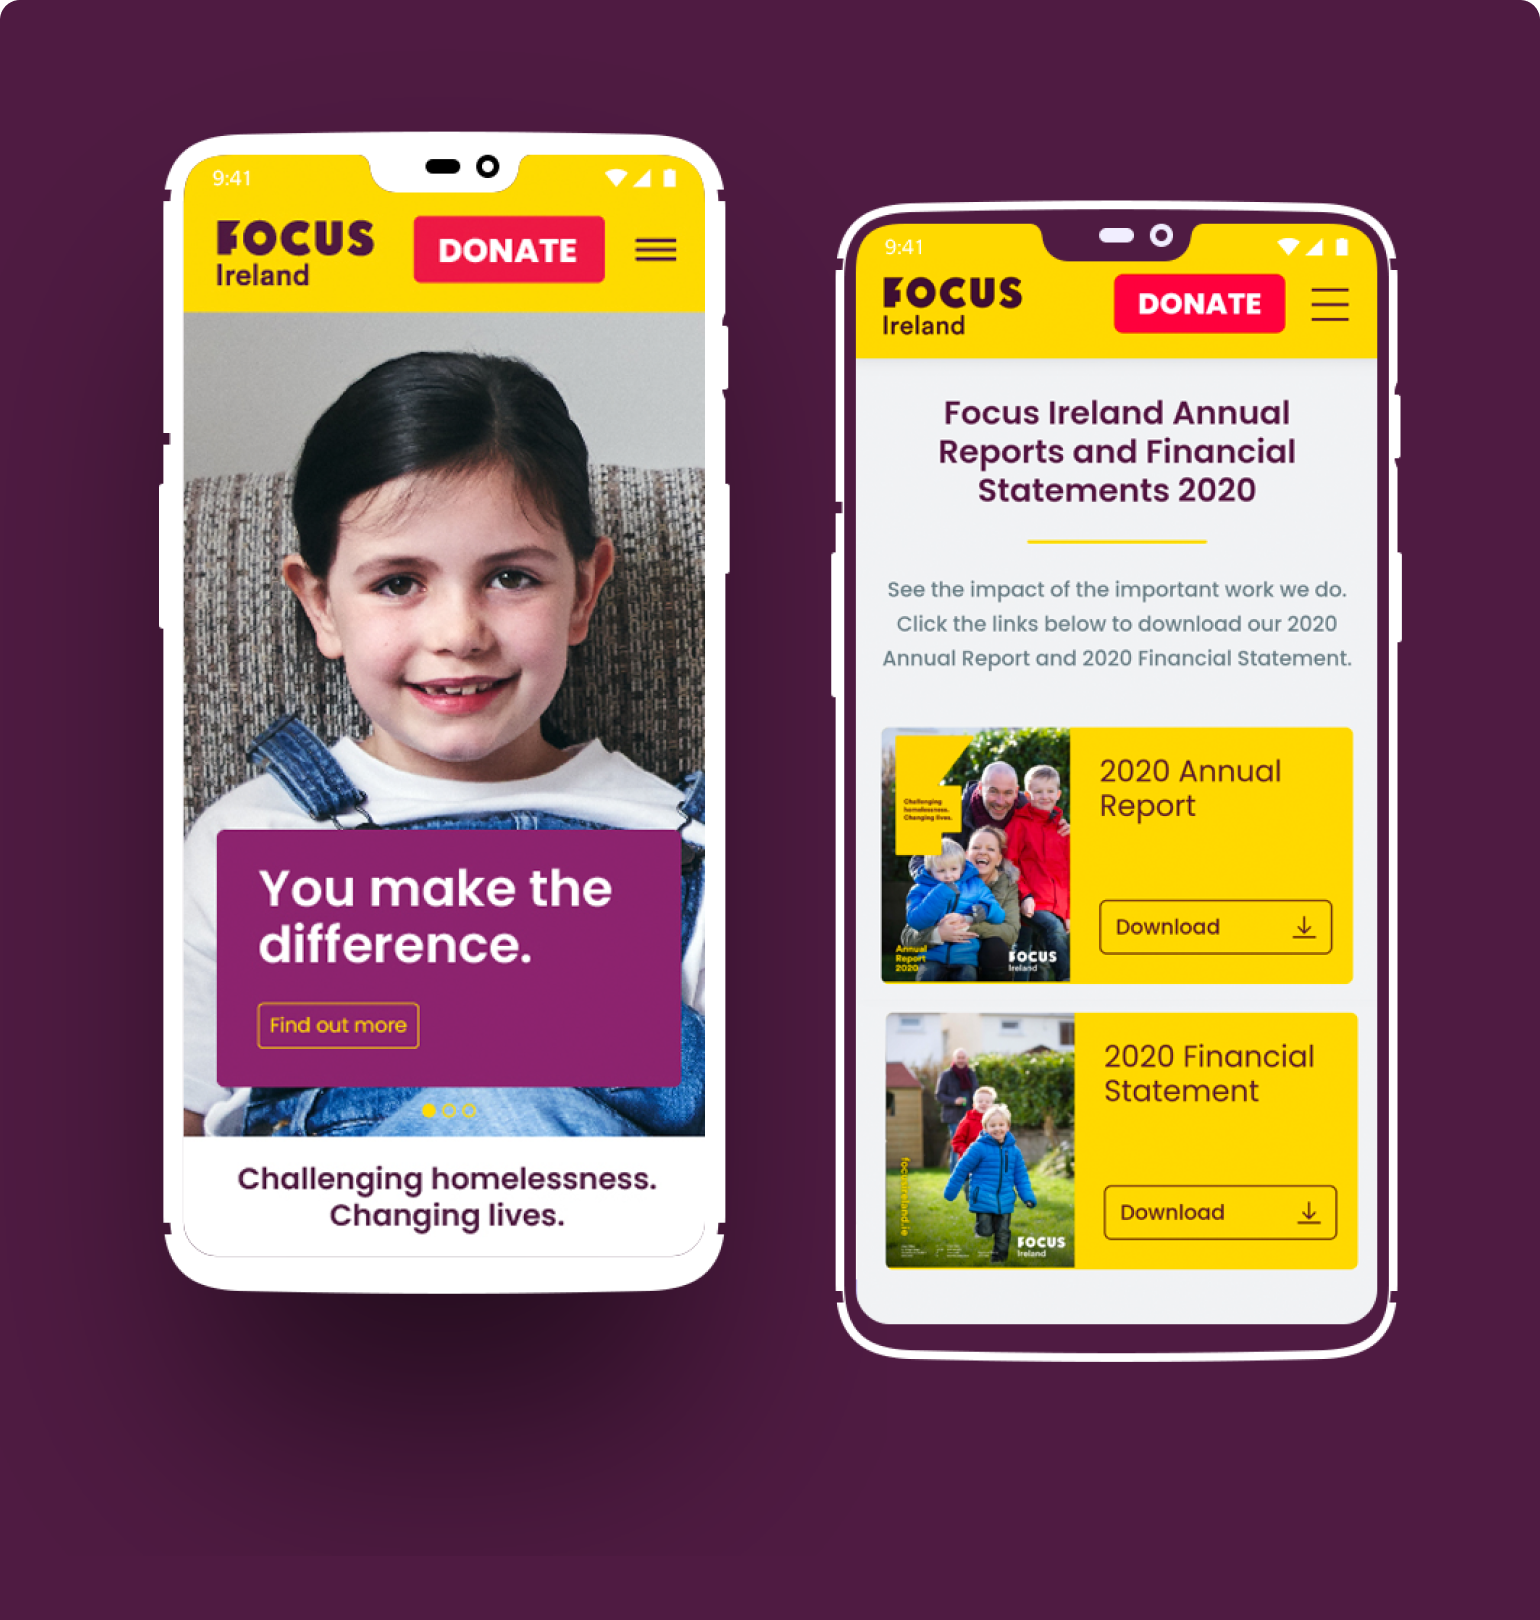 9:41
FOCUS
Ireland
DONATE
You make the
difference.
Find out more
Challenging homelessness.
Changing lives.
9:41
FOCUS
Ireland
DONATE
Focus Ireland Annual
Reports and Financial
Statements 2020
See the impact of the important work we do.
Click the links below to download our 2020
Annual Report and 2020 Financial Statement.
Challenging
homelessness.
Changing lives.
Annual
Report
2020
FOCUS
Ireland
2020 Annual
Report
Download
focusireland.ie
FOCUS
Ireland
2020 Financial
Statement
Download